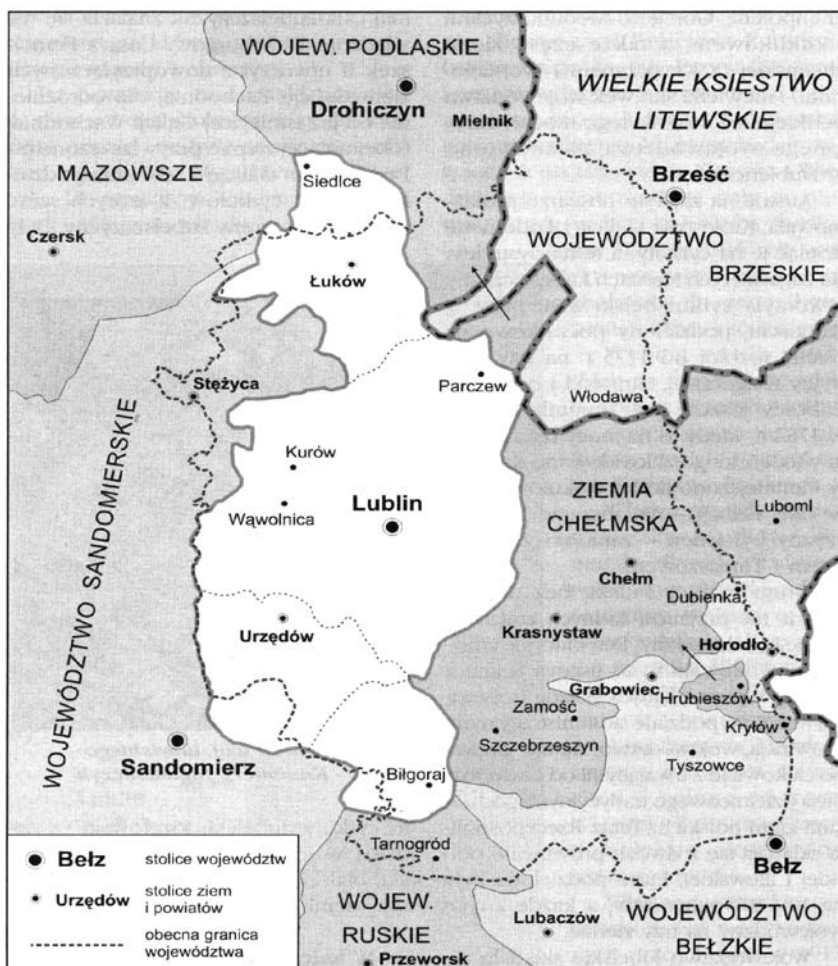 WOJEW. PODLASKIE
Drohiczyn
Mielnik
WIELKIE KSIĘSTWO
LITEWSKIE
MAZOWSZE
Siedlce
Brześć
Czersk
Łuków
WOJEWÓDZTWO
BRZESKIE
Stężyca
Parczew
Włodawa
WOJEWÓDZTWO SANDOMIERSKIE
Kurów
Wąwolnica
Lublin
ZIEMIA
CHEŁMSKA
Luboml
Chełm
Dubienka
Urzędów
Krasnystaw
Horodło
Grabowiec
Hrubieszów
Zamość
Szczebrzeszyn
Kryłów
Tyszowce
Sandomierz
Biłgoraj
Tarnogród
Bełz
WOJEW.
RUSKIE
Lubaczów
WOJEWÓDZTWO
BEŁZKIE
Przeworsk
Bełz stolice województw
Urzędów stolice ziem
i powiatów
obecna granica
województwa